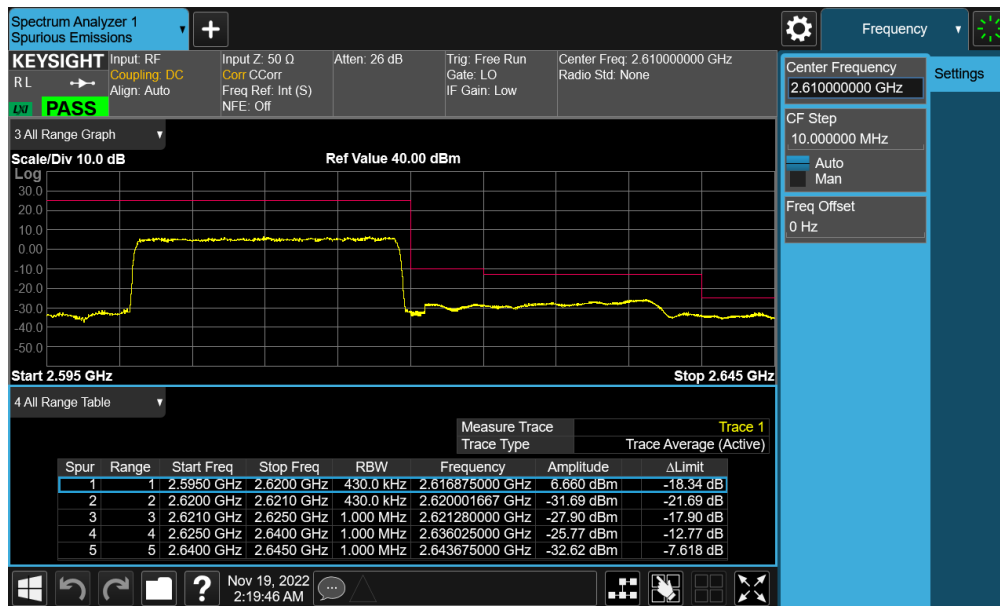 Spectrum Analyzer 1
Spurious Emissions
Frequency
KEYSIGHT
R L
LXI
PASS
Input: RF
Coupling: DC
Align: Auto
Input Z: 50 Ω
Corr CCorr
Freq Ref: Int (S)
NFE: Off
Atten: 26 dB
Trig: Free Run
Gate: LO
IF Gain: Low
Center Freq: 2.610000000 GHz
Radio Std: None
Center Frequency
2.610000000 GHz
Settings
CF Step
10.000000 MHz
Auto
Man
Freq Offset
0 Hz
3 All Range Graph
Scale/Div 10.0 dB
Ref Value 40.00 dBm
Log
30.0
20.0
10.0
0.00
-10.0
-20.0
-30.0
-40.0
-50.0
Start 2.595 GHz
Stop 2.645 GHz
4 All Range Table
Measure Trace Trace 1
Trace Type Trace Average (Active)
Spur Range Start Freq Stop Freq RBW Frequency Amplitude ΔLimit
1 1 2.5950 GHz 2.6200 GHz 430.0 kHz 2.616875000 GHz 6.660 dBm -18.34 dB
2 2 2.6200 GHz 2.6210 GHz 430.0 kHz 2.620001667 GHz -31.69 dBm -21.69 dB
3 3 2.6210 GHz 2.6250 GHz 1.000 MHz 2.621280000 GHz -27.90 dBm -17.90 dB
4 4 2.6250 GHz 2.6400 GHz 1.000 MHz 2.636025000 GHz -25.77 dBm -12.77 dB
5 5 2.6400 GHz 2.6450 GHz 1.000 MHz 2.643675000 GHz -32.62 dBm -7.618 dB
?
Nov 19, 2022
2:19:46 AM